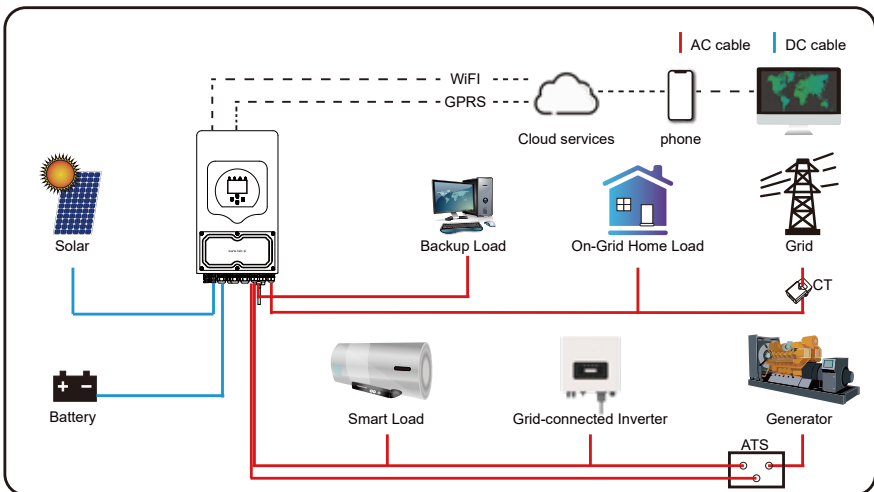 AC cable
DC cable
WiFI
GPRS
Cloud services
phone
Solar
Backup Load
On-Grid Home Load
Grid
CT
Battery
Smart Load
Grid-connected Inverter
Generator
ATS